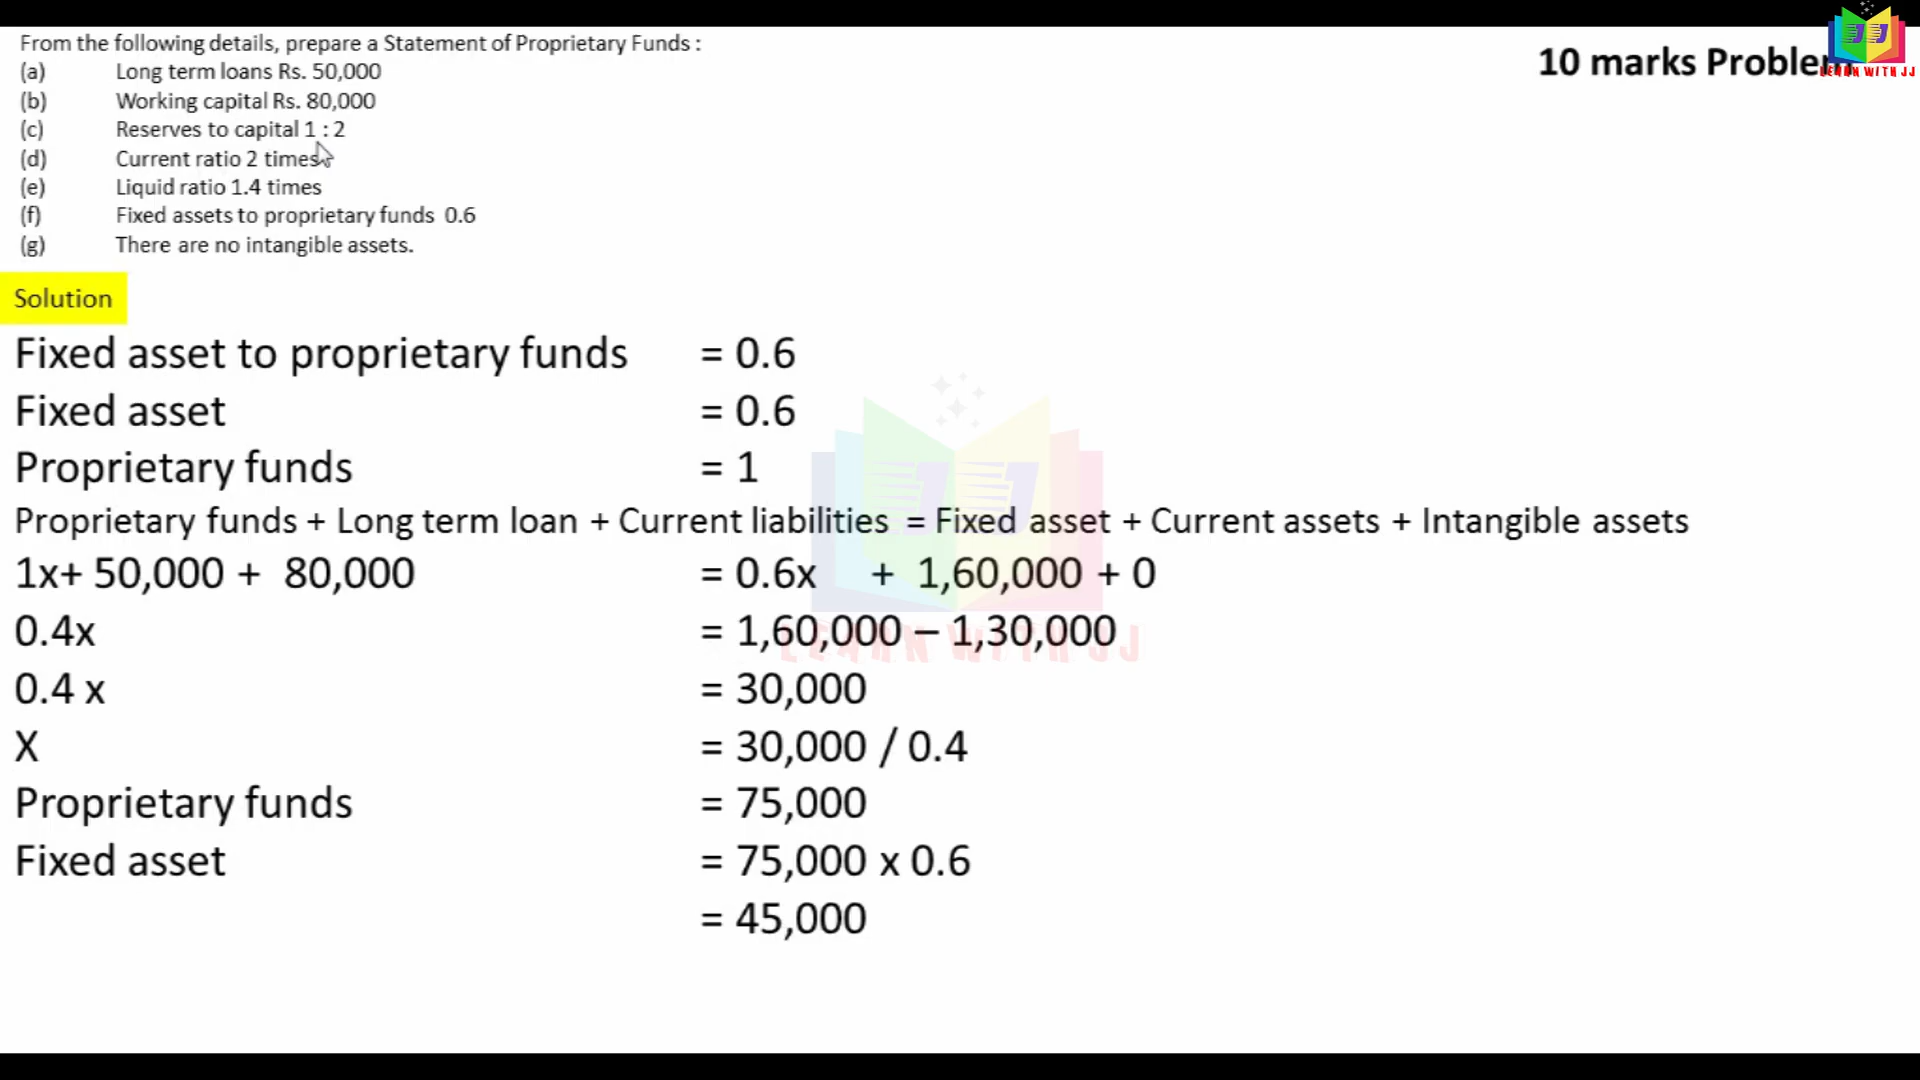 From the following details, prepare a Statement of Proprietary Funds :
(a) Long term loans Rs. 50,000
(b) Working capital Rs. 80,000
(c) Reserves to capital 1 : 2
(d) Current ratio 2 times
(e) Liquid ratio 1.4 times
(f) Fixed assets to proprietary funds 0.6
(g) There are no intangible assets.
10 marks Problem
LEARN WITH JJ
Solution
Fixed asset to proprietary funds = 0.6
Fixed asset = 0.6
Proprietary funds = 1
Proprietary funds + Long term loan + Current liabilities = Fixed asset + Current assets + Intangible assets
1x+ 50,000 + 80,000 = 0.6x + 1,60,000 + 0
0.4x = 1,60,000 – 1,30,000
0.4 x = 30,000
X = 30,000 / 0.4
Proprietary funds = 75,000
Fixed asset = 75,000 x 0.6
= 45,000
LEARN WITH JJ